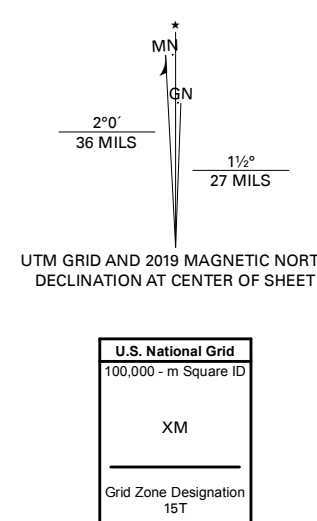 ★
MN
GN
2°0´
36 MILS
1½°
27 MILS
UTM GRID AND 2019 MAGNETIC NORT
DECLINATION AT CENTER OF SHEET
U.S. National Grid
100,000 - m Square ID
XM
Grid Zone Designation
15T